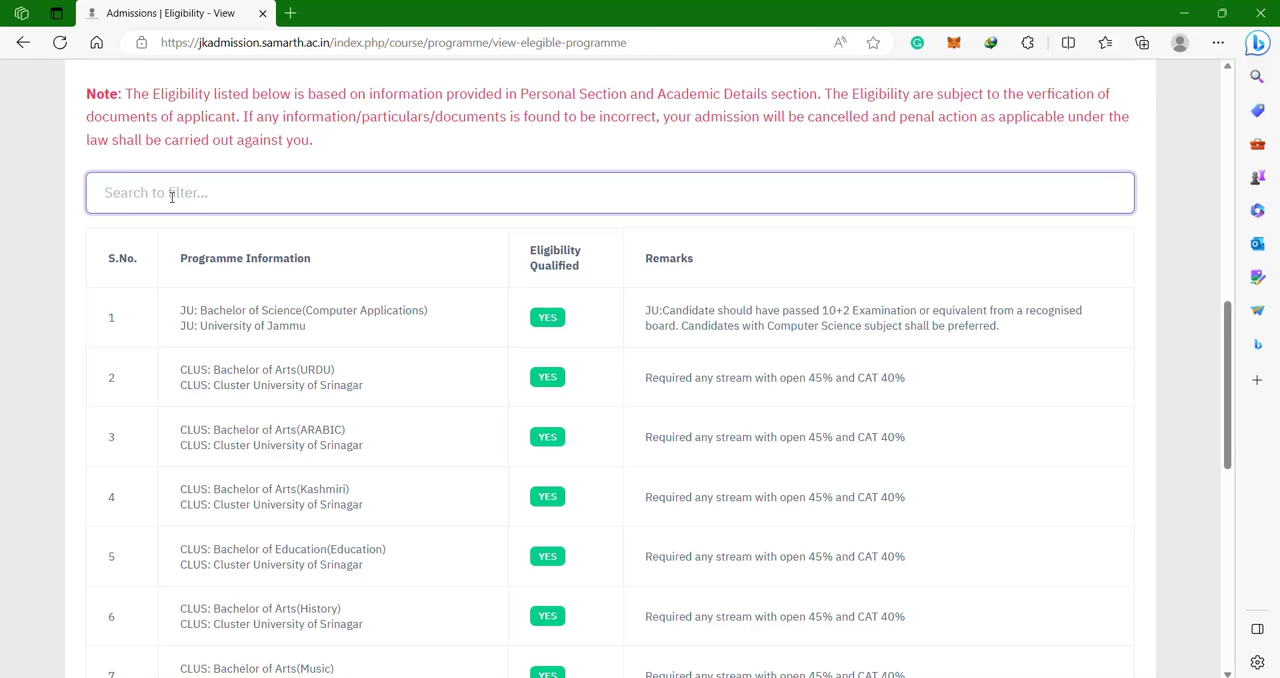 Admissions | Eligibility - View
https://jkadmission.samarth.ac.in/index.php/course/programme/view-elegible-programme
Note: The Eligibility listed below is based on information provided in Personal Section and Academic Details section. The Eligibility are subject to the verfication of
documents of applicant. If any information/particulars/documents is found to be incorrect, your admission will be cancelled and penal action as applicable under the
law shall be carried out against you.
Search to filter...
S.No.
Programme Information
Eligibility
Qualified
Remarks
1
JU: Bachelor of Science(Computer Applications)
JU: University of Jammu
YES
JU:Candidate should have passed 10+2 Examination or equivalent from a recognised
board. Candidates with Computer Science subject shall be preferred.
2
CLUS: Bachelor of Arts(URDU)
CLUS: Cluster University of Srinagar
YES
Required any stream with open 45% and CAT 40%
3
CLUS: Bachelor of Arts(ARABIC)
CLUS: Cluster University of Srinagar
YES
Required any stream with open 45% and CAT 40%
4
CLUS: Bachelor of Arts(Kashmiri)
CLUS: Cluster University of Srinagar
YES
Required any stream with open 45% and CAT 40%
5
CLUS: Bachelor of Education(Education)
CLUS: Cluster University of Srinagar
YES
Required any stream with open 45% and CAT 40%
6
CLUS: Bachelor of Arts(History)
CLUS: Cluster University of Srinagar
YES
Required any stream with open 45% and CAT 40%
7
CLUS: Bachelor of Arts(Music)
YES
Required any stream with open 45% and CAT 40%